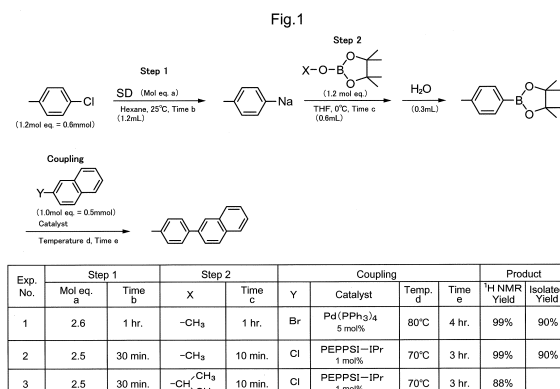 Fig.1
Step 1
Step 2
X-O-B
O
O
Cl
SD (Mol eq. a)
Na
(1.2 mol eq.)
H₂O
B
O
O
Hexane, 25℃, Time b
THF, 0℃, Time c
(0.3mL)
(1.2mol eq. = 0.6mmol)
(1.2mL)
(0.6mL)
Coupling
Y
(1.0mol eq. = 0.5mmol)
Catalyst
Temperature d, Time e
Exp. No. Step 1 Step 2 Coupling Product
Mol eq. a Time b X Time c Y Catalyst Temp. d Time e ¹H NMR Yield Isolated Yield
1 2.6 1 hr. -CH₃ 1 hr. Br Pd(PPh₃)₄ 5 mol% 80℃ 4 hr. 99% 90%
2 2.5 30 min. -CH₃ 10 min. Cl PEPPSI-IPr 1 mol% 70℃ 3 hr. 99% 90%
3 2.5 30 min. -CH CH₃ 10 min. Cl PEPPSI-IPr 70℃ 3 hr. 88%